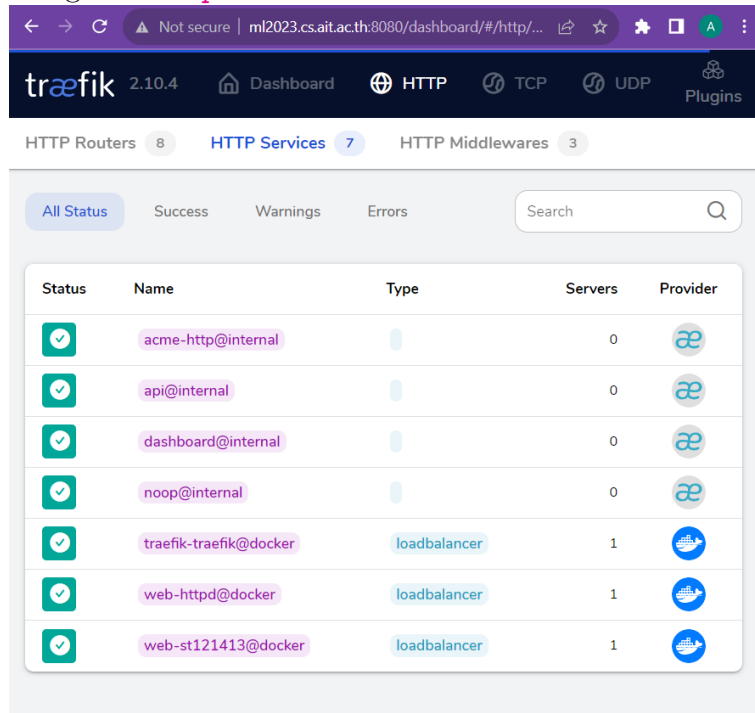 Not secure | ml2023.cs.ait.ac.th:8080/dashboard/#/http/... A
træfik 2.10.4 Dashboard HTTP TCP UDP Plugins
HTTP Routers 8 HTTP Services 7 HTTP Middlewares 3
All Status Success Warnings Errors Search
Status Name Type Servers Provider
acme-http@internal 0 æ
api@internal 0 æ
dashboard@internal 0 æ
noop@internal 0 æ
traefik-traefik@docker loadbalancer 1
web-httpd@docker loadbalancer 1
web-st121413@docker loadbalancer 1